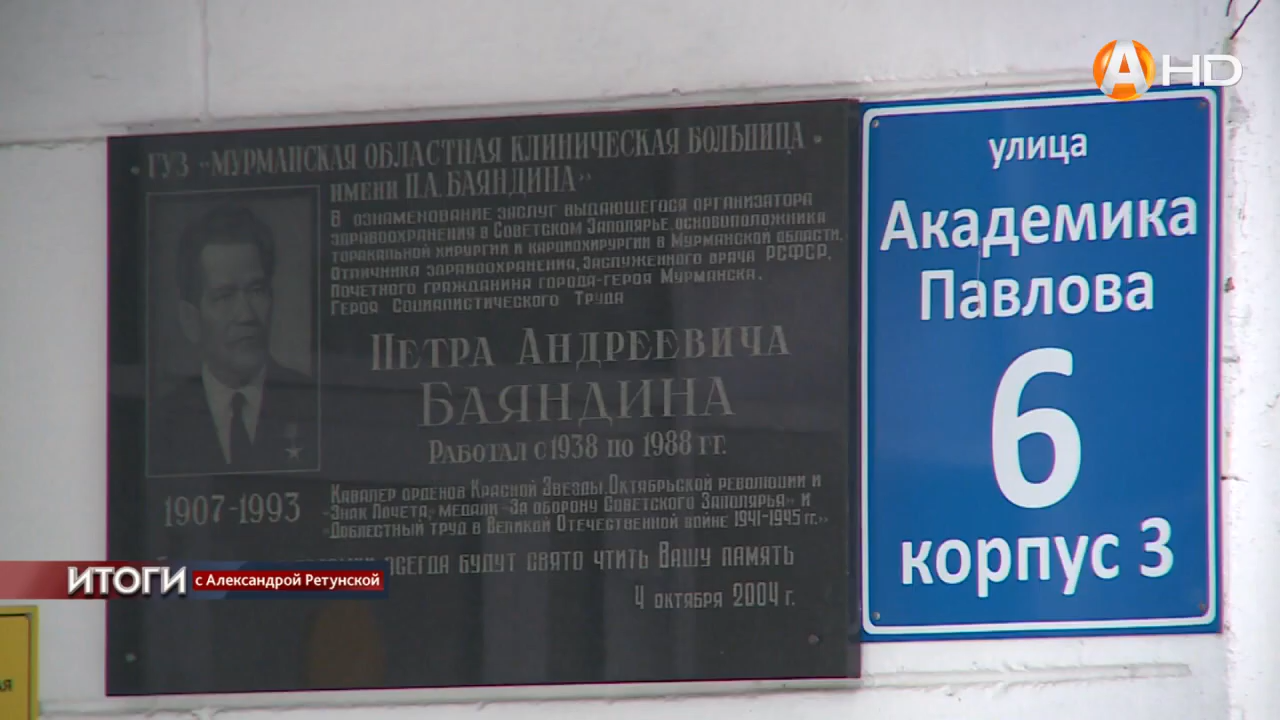 АHD
ГУЗ «МУРМАНСКАЯ ОБЛАСТНАЯ КЛИНИЧЕСКАЯ БОЛЬНИЦА
ИМЕНИ П.А. БАЯНДИНА»
В ОЗНАМЕНОВАНИЕ ЗАСЛУГ ВЫДАЮЩЕГОСЯ ОРГАНИЗАТОРА
ЗДРАВООХРАНЕНИЯ В СОВЕТСКОМ ЗАПОЛЯРЬЕ ОСНОВОПОЛОЖНИКА
ТОРАКАЛЬНОЙ ХИРУРГИИ И КАРДИОХИРУРГИИ В МУРМАНСКОЙ ОБЛАСТИ,
ОТЛИЧНИКА ЗДРАВООХРАНЕНИЯ, ЗАСЛУЖЕННОГО ВРАЧА РСФСР,
ПОЧЕТНОГО ГРАЖДАНИНА ГОРОДА-ГЕРОЯ МУРМАНСКА,
ГЕРОЯ СОЦИАЛИСТИЧЕСКОГО ТРУДА
ПЕТРА АНДРЕЕВИЧА
БАЯНДИНА
РАБОТАЛ С 1938 ПО 1988 ГГ.
1907-1993
КАВАЛЕР ОРДЕНОВ КРАСНОЙ ЗВЕЗДЫ, ОКТЯБРЬСКОЙ РЕВОЛЮЦИИ И
«ЗНАК ПОЧЕТА», МЕДАЛИ «ЗА ОБОРОНУ СОВЕТСКОГО ЗАПОЛЯРЬЯ» И
«ДОБЛЕСТНЫЙ ТРУД В ВЕЛИКОЙ ОТЕЧЕСТВЕННОЙ ВОЙНЕ 1941-1945 ГГ.»
ВСЕГДА БУДУТ СВЯТО ЧТИТЬ ВАШУ ПАМЯТЬ
4 ОКТЯБРЯ 2004 Г.
улица
Академика
Павлова
6
корпус 3
ИТОГИ с Александрой Ретунской